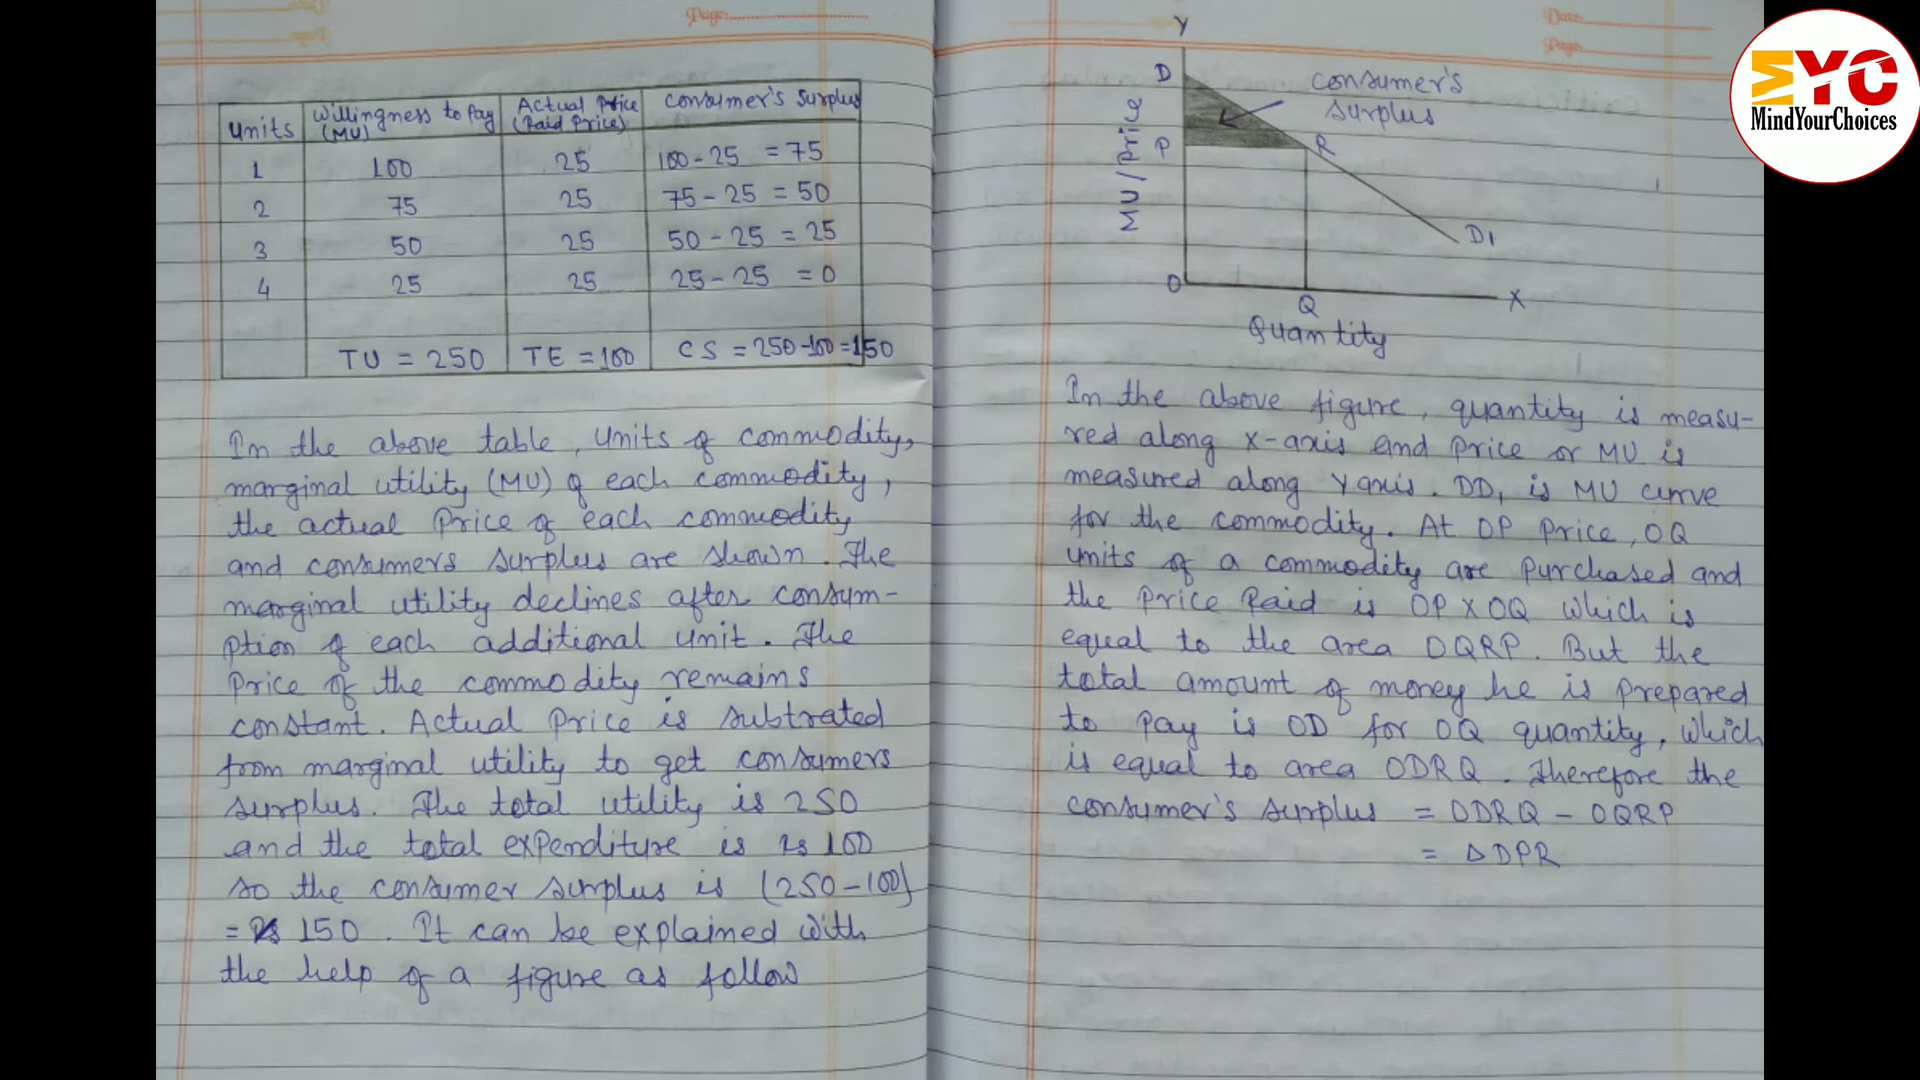 Page
Units Willingness to Pay (MU) Actual Price (Paid Price) Consumer's Surplus
1 100 25 100 - 25 = 75
2 75 25 75 - 25 = 50
3 50 25 50 - 25 = 25
4 25 25 25 - 25 = 0
TU = 250 TE = 100 CS = 250-100=150
In the above table, units of commodity,
marginal utility (MU) of each commodity,
the actual Price of each commodity
and consumers surplus are shown. The
marginal utility declines after consum-
ption of each additional unit. The
Price of the commodity remains
constant. Actual Price is subtrated
from marginal utility to get consumers
surplus. The total utility is 250
and the total expenditure is Rs 100
so the consumer surplus is (250-100)
= Rs 150. It can be explained with
the help of a figure as follow
Date
Page
Y
D
Consumer's
Surplus
P
R
MU/Price
D1
O
Q
X
Quantity
In the above figure, quantity is measu-
red along X-axis and Price or MU is
measured along Y axis. DD1 is MU curve
for the commodity. At OP Price, OQ
units of a commodity are Purchased and
the Price Paid is OP X OQ which is
equal to the area OQRP. But the
total amount of money he is prepared
to pay is OD for OQ quantity, which
is equal to area ODRQ. Therefore the
consumer's surplus = ODRQ - OQRP
= Δ DPR
MYC
MindYourChoices